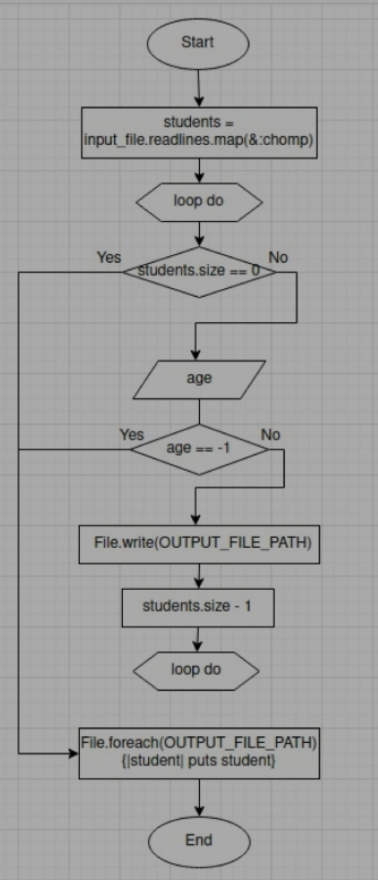 Start
students =
input_file.readlines.map(&:chomp)
loop do
Yes
No
students.size == 0
age
Yes
No
age == -1
File.write(OUTPUT_FILE_PATH)
students.size - 1
loop do
File.foreach(OUTPUT_FILE_PATH)
{|student| puts student}
End